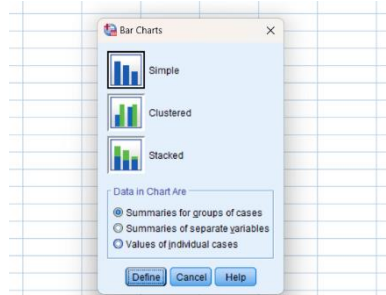 Bar Charts
Simple
Clustered
Stacked
Data in Chart Are
Summaries for groups of cases
Summaries of separate variables
Values of individual cases
Define Cancel Help